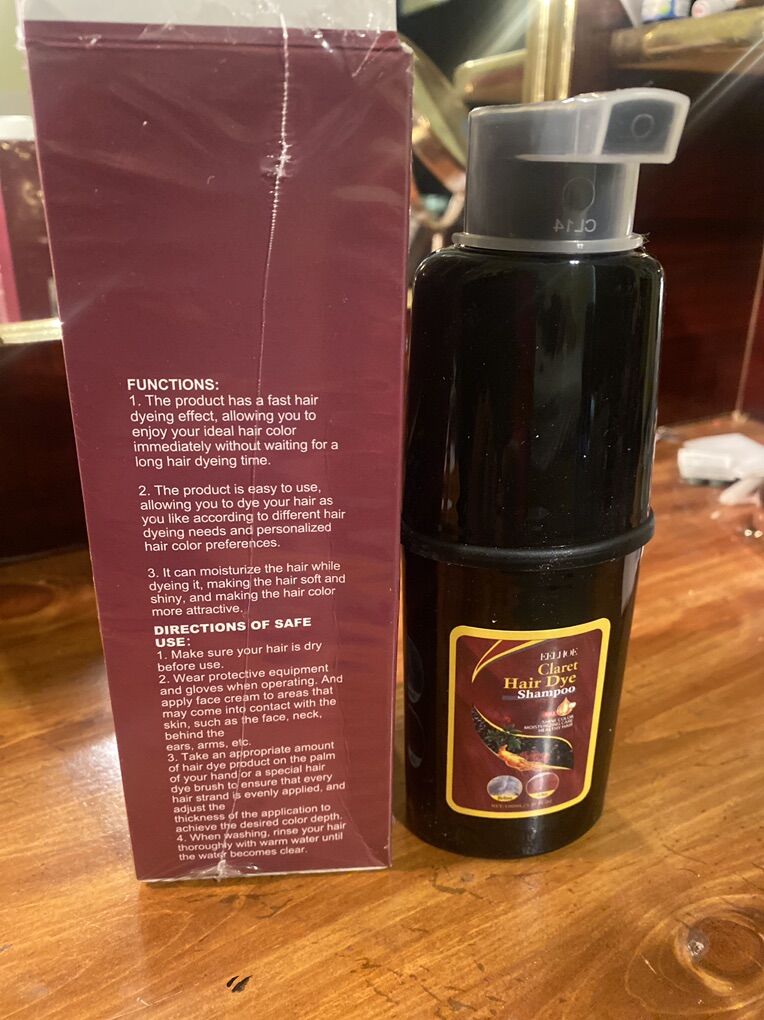 FUNCTIONS:
1. The product has a fast hair
dyeing effect, allowing you to
enjoy your ideal hair color
immediately without waiting for a
long hair dyeing time.
2. The product is easy to use,
allowing you to dye your hair as
you like according to different hair
dyeing needs and personalized
hair color preferences.
3. It can moisturize the hair while
dyeing it, making the hair soft and
shiny, and making the hair color
more attractive.
DIRECTIONS OF SAFE
USE:
1. Make sure your hair is dry
before use.
2. Wear protective equipment
and gloves when operating. And
apply face cream to areas that
may come into contact with the
skin, such as the face, neck,
behind the
ears, arms, etc.
3. Take an appropriate amount
of hair dye product on the palm
of your hand or a special hair
dye brush to ensure that every
hair strand is evenly applied, and
adjust the
thickness of the application to
achieve the desired color depth.
4. When washing, rinse your hair
thoroughly with warm water until
the water becomes clear.
CL14
EELHOE
Claret
Hair Dye
Shampoo
COLOR
MOISTURIZING CARE
HEALTHY HAIR